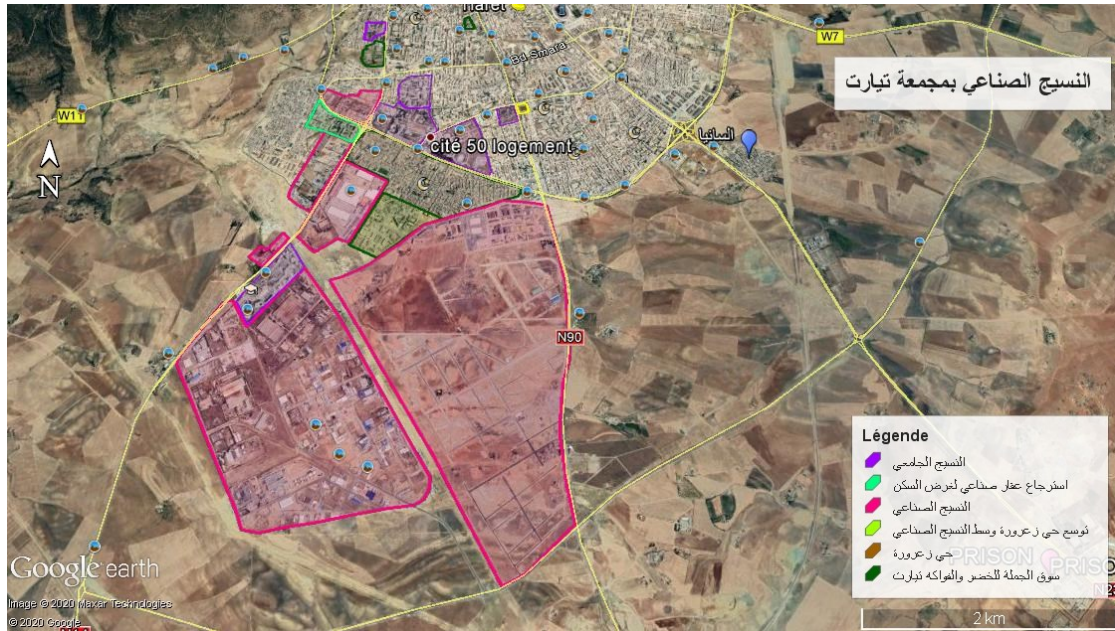 Tiaret
W7
Bd Smara
النسيج الصناعي بمجمعة تيارت
W11
السانيا
cité 50 logement
N
N90
Légende
النسيج الجامعي
استرجاع عقار صناعي لغرض السكن
النسيج الصناعي
توسع حي زعرورة وسط النسيج الصناعي
حي زعرورة
سوق الجملة للخضر والفواكه تيارت
PRISON
Google earth
Image © 2020 Maxar Technologies
© 2020 Google
2 km